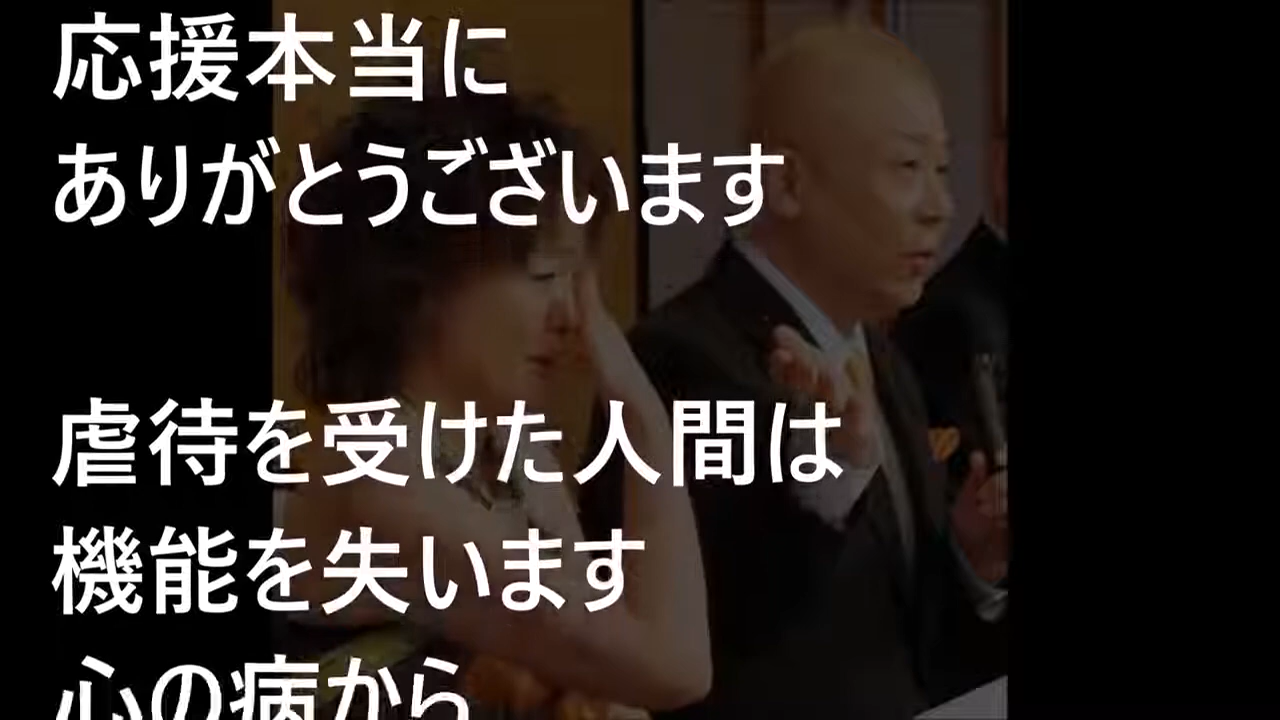 応援本当に
ありがとうございます
虐待を受けた人間は
機能を失います
心の病から